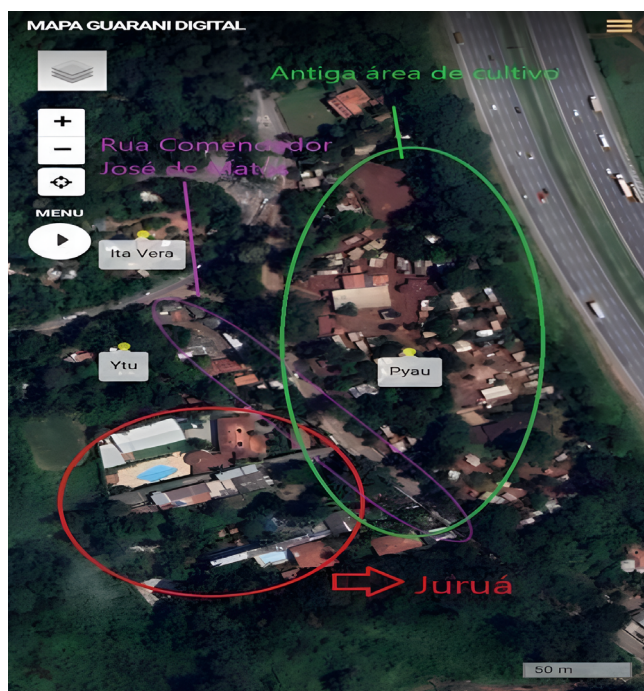 MAPA GUARANI DIGITAL
Antiga área de cultivo
+
Rua Comendador
José de Matos
−
MENU
Ita Vera
Ytu
Pyau
Juruá
50 m